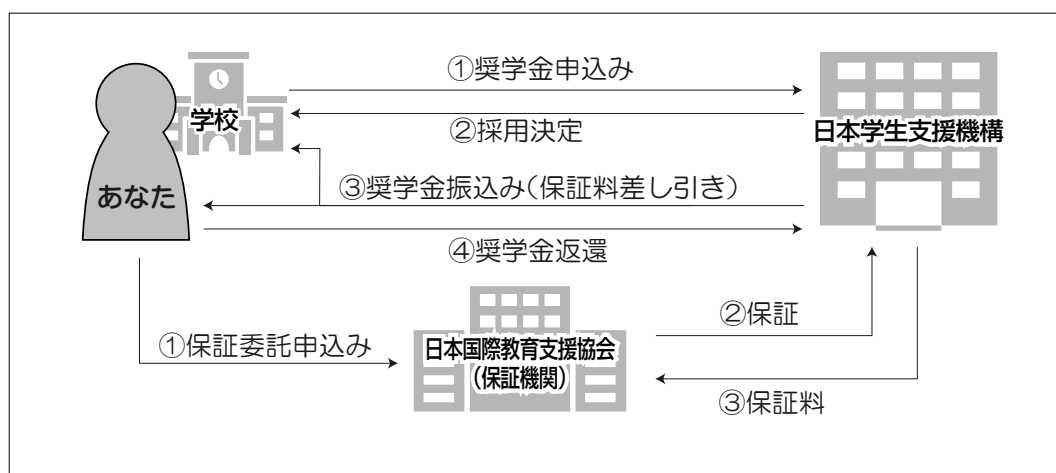 ①奨学金申込み
学校
②採用決定
日本学生支援機構
あなた
③奨学金振込み(保証料差し引き)
④奨学金返還
①保証委託申込み
日本国際教育支援協会
(保証機関)
②保証
③保証料